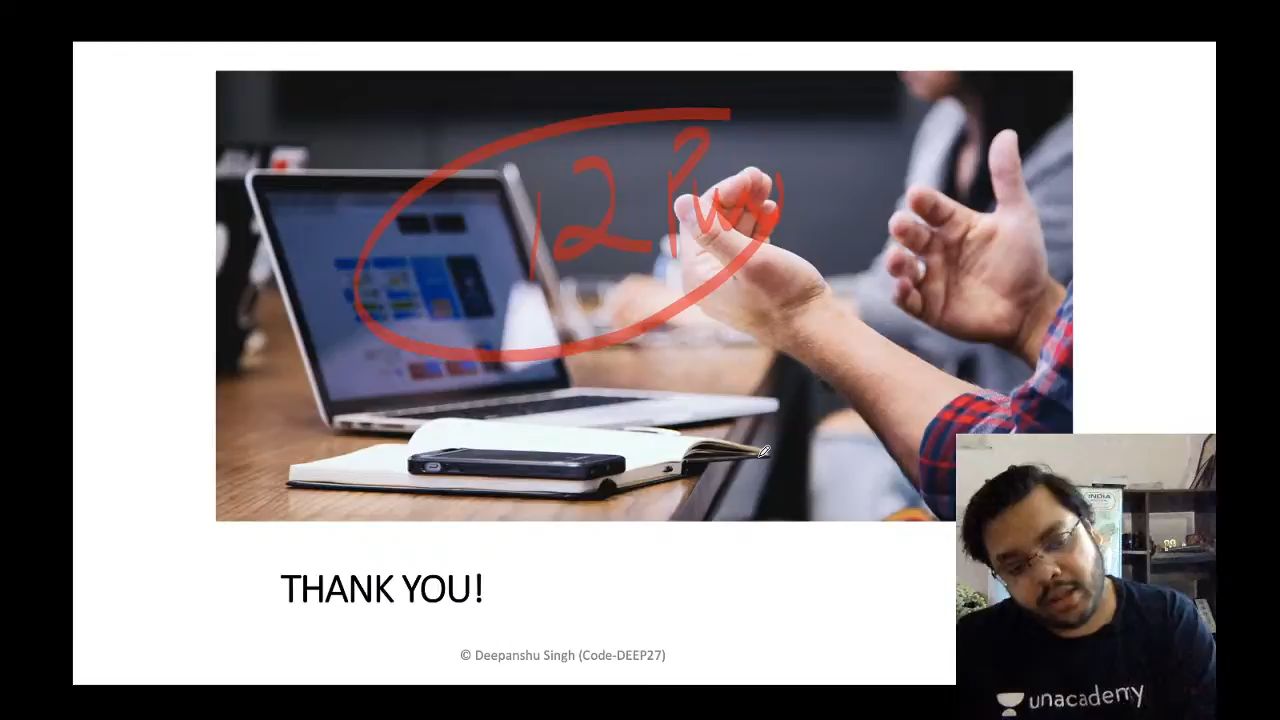 12 PM
INDIA
THANK YOU!
© Deepanshu Singh (Code-DEEP27)
unacademy